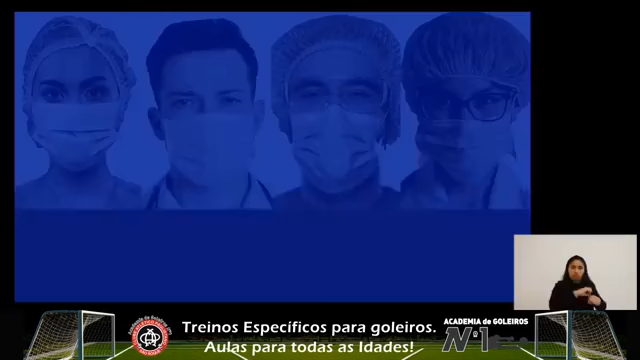 Treinos Específicos para goleiros.
Aulas para todas as Idades!
ACADEMIA de GOLEIROS
Nº1